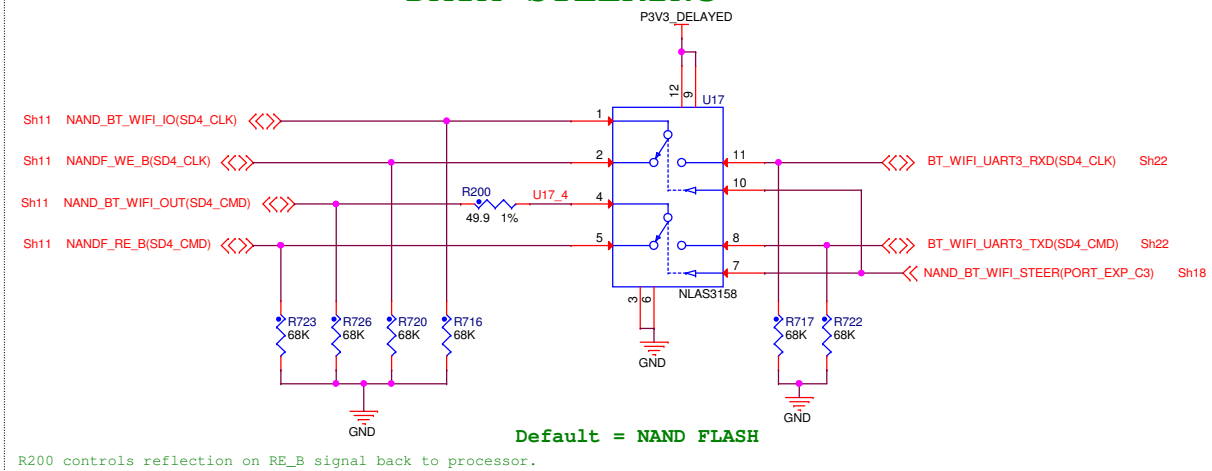 P3V3_DELAYED
12
9
U17
Sh11 NAND_BT_WIFI_IO(SD4_CLK)
1
Sh11 NANDF_WE_B(SD4_CLK)
2
11
BT_WIFI_UART3_RXD(SD4_CLK) Sh22
10
R200
Sh11 NAND_BT_WIFI_OUT(SD4_CMD)
U17_4
4
49.9 1%
Sh11 NANDF_RE_B(SD4_CMD)
5
8
BT_WIFI_UART3_TXD(SD4_CMD) Sh22
7
NAND_BT_WIFI_STEER(PORT_EXP_C3) Sh18
NLAS3158
3
6
R723
68K
R726
68K
R720
68K
R716
68K
R717
68K
R722
68K
GND
GND
GND
Default = NAND FLASH
R200 controls reflection on RE_B signal back to processor.